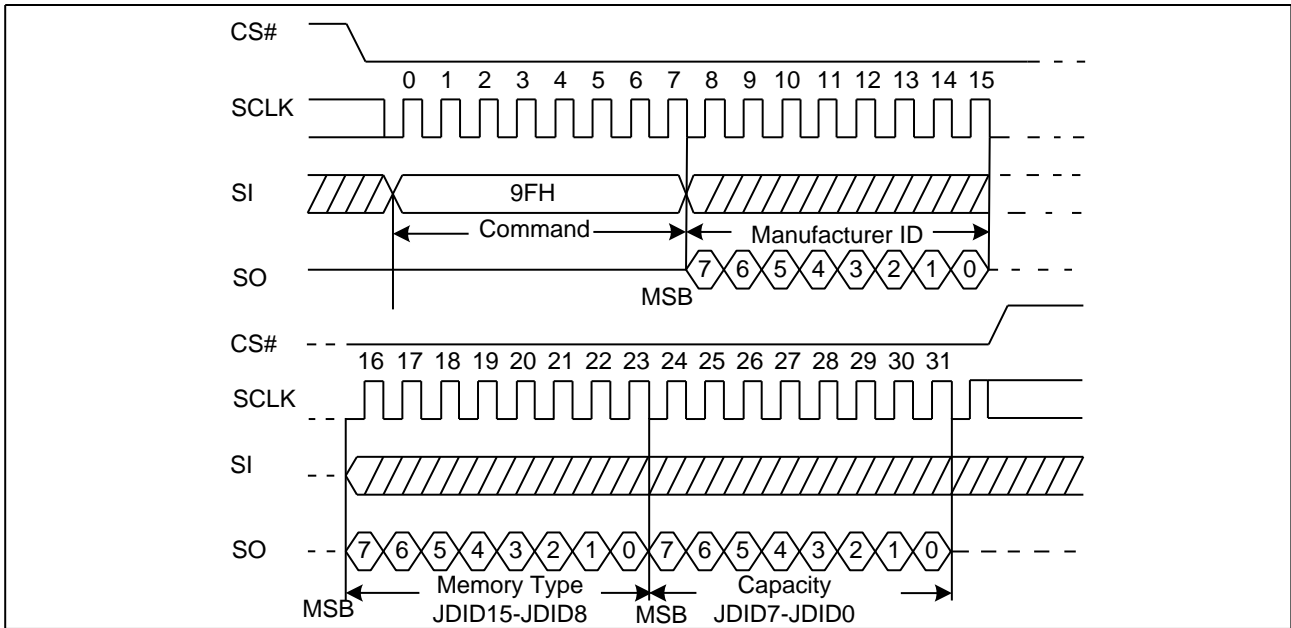 CS#
0 1 2 3 4 5 6 7 8 9 10 11 12 13 14 15
SCLK
SI 9FH
Command Manufacturer ID
SO 7 6 5 4 3 2 1 0
MSB
CS#
16 17 18 19 20 21 22 23 24 25 26 27 28 29 30 31
SCLK
SI
SO 7 6 5 4 3 2 1 0 7 6 5 4 3 2 1 0
Memory Type Capacity
MSB JDID15-JDID8 MSB JDID7-JDID0